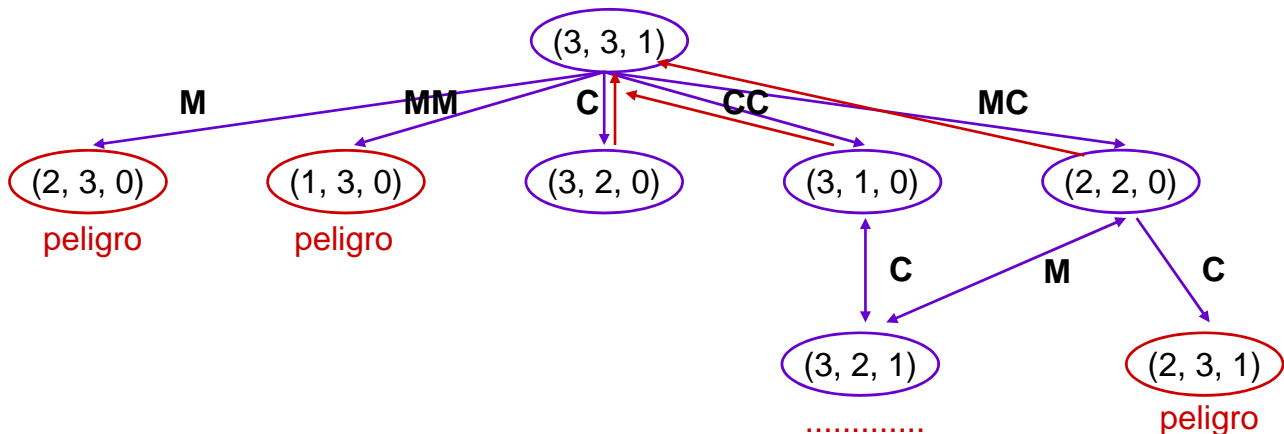 (3, 3, 1)
M MM C CC MC
(2, 3, 0) (1, 3, 0) (3, 2, 0) (3, 1, 0) (2, 2, 0)
peligro peligro
C M C
(3, 2, 1) (2, 3, 1)
............. peligro